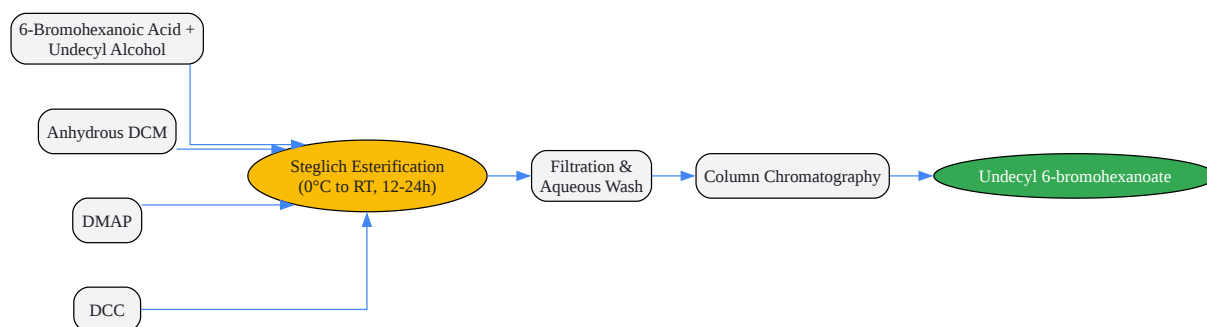 6-Bromohexanoic Acid +
Undecyl Alcohol
Anhydrous DCM
DMAP
DCC
Steglich Esterification
(0°C to RT, 12-24h)
Filtration &
Aqueous Wash
Column Chromatography
Undecyl 6-bromohexanoate